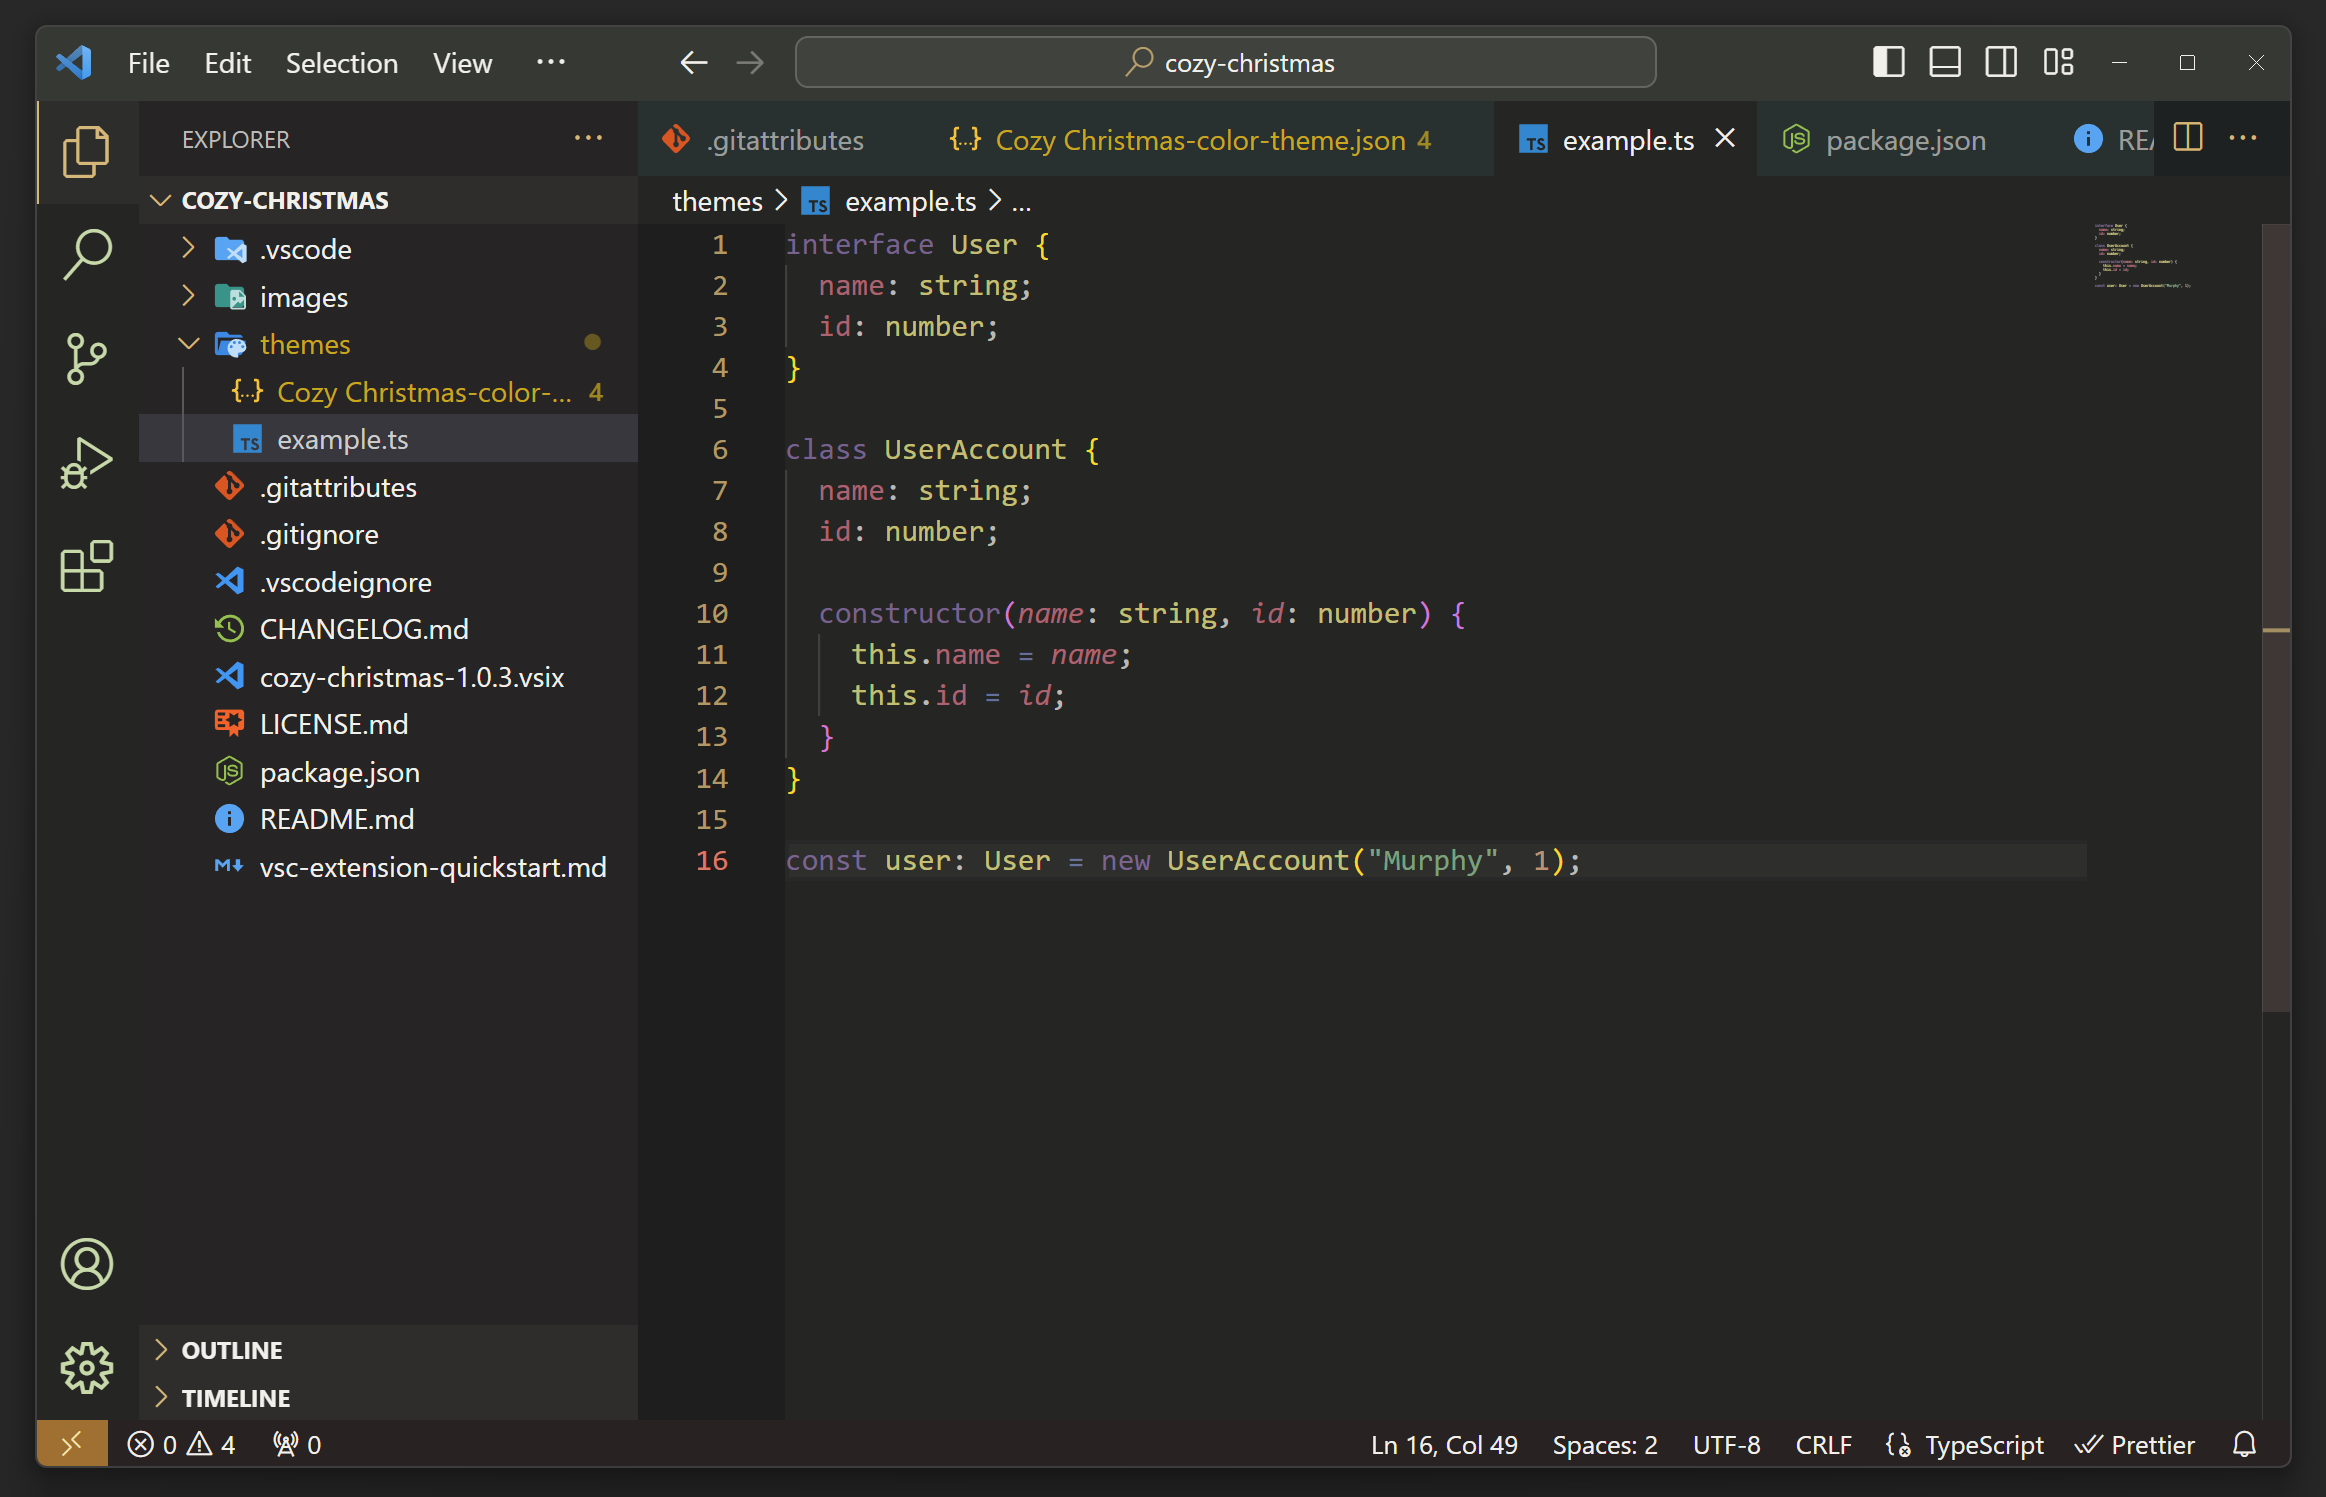 File Edit Selection View ··· cozy-christmas
EXPLORER ···
COZY-CHRISTMAS
.vscode
images
themes
{...} Cozy Christmas-color-... 4
TS example.ts
.gitattributes
.gitignore
.vscodeignore
CHANGELOG.md
cozy-christmas-1.0.3.vsix
LICENSE.md
JS package.json
README.md
M↓ vsc-extension-quickstart.md
OUTLINE
TIMELINE
.gitattributes {...} Cozy Christmas-color-theme.json 4 TS example.ts JS package.json REA ···
themes > TS example.ts > ...
1 interface User {
2 name: string;
3 id: number;
4 }
5
6 class UserAccount {
7 name: string;
8 id: number;
9
10 constructor(name: string, id: number) {
11 this.name = name;
12 this.id = id;
13 }
14 }
15
16 const user: User = new UserAccount("Murphy", 1);
0 4 0 Ln 16, Col 49 Spaces: 2 UTF-8 CRLF TypeScript Prettier